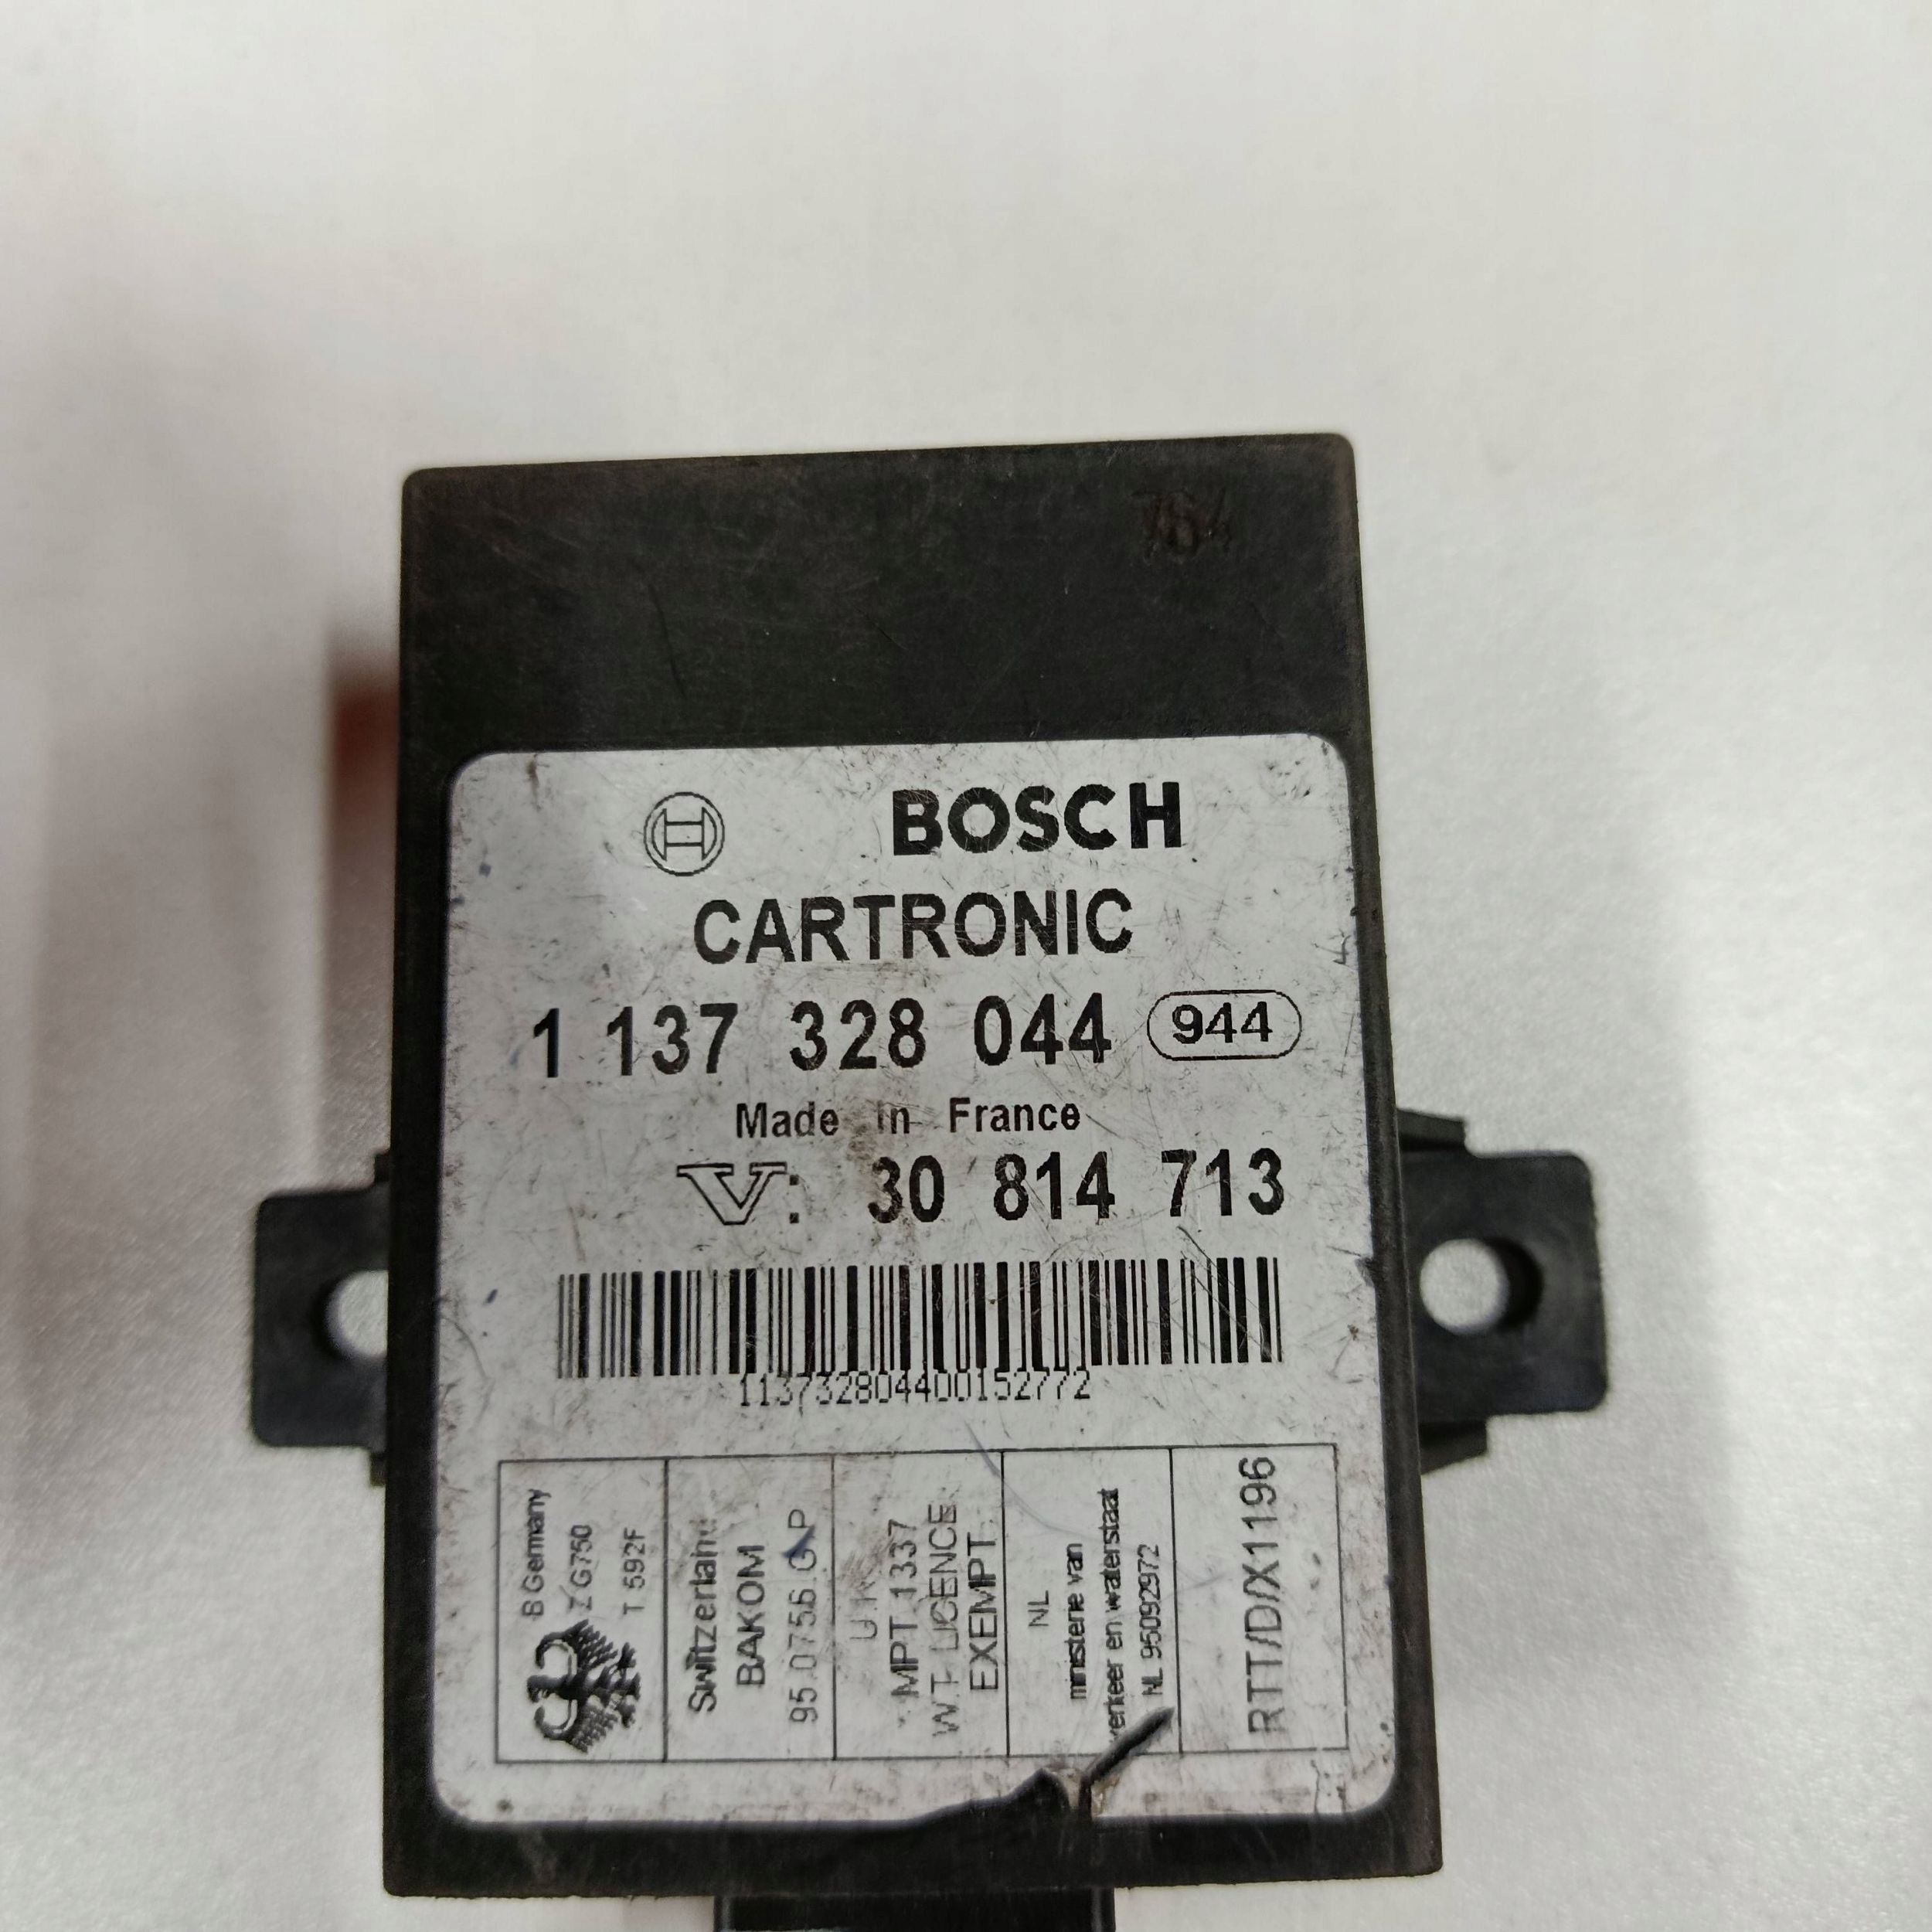 764
BOSCH
CARTRONIC
1 137 328 044 944
Made in France
V: 30 814 713
113732804400152772
B Germany
Z G750
T 592F
Switzerland
BAKOM
95.0756.G.P
U.K
MPT.1337
W.T LICENCE
EXEMPT
NL
ministerie van
verkeer en waterstaat
NL 95092972
RTT/D/X1196